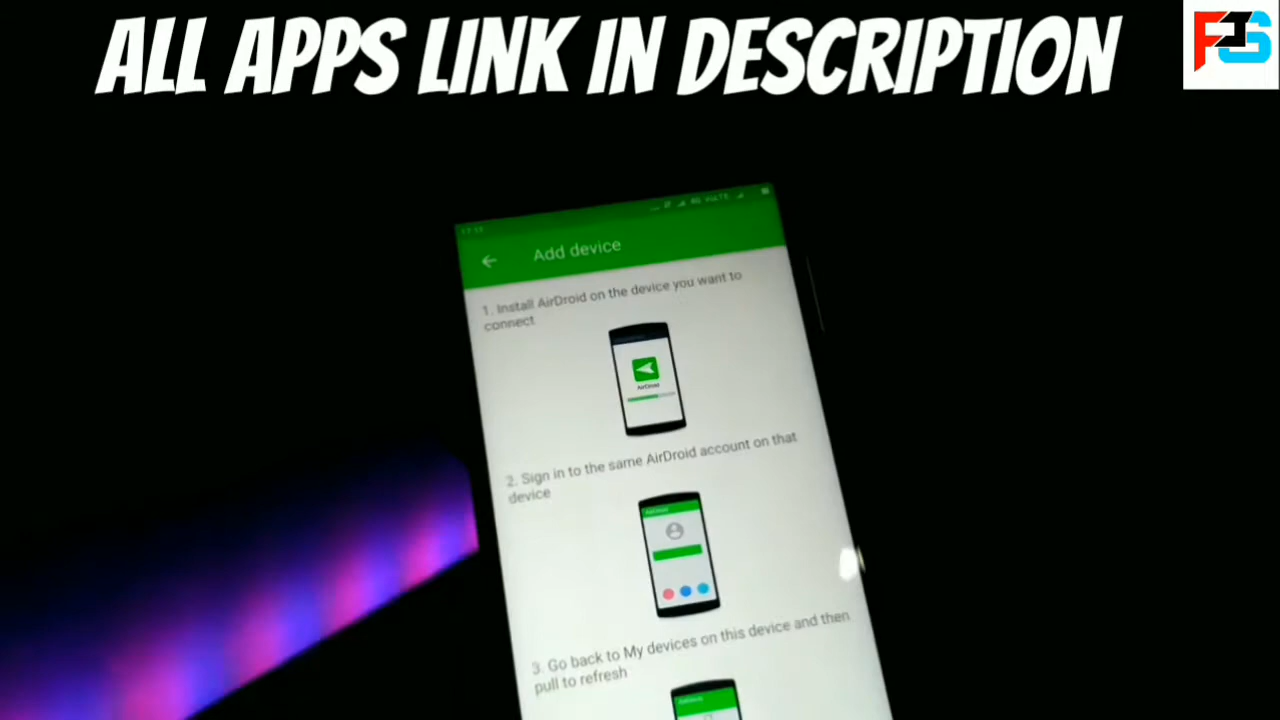 ALL APPS LINK IN DESCRIPTION
FTS
Add device
1. Install AirDroid on the device you want to
connect
AirDroid
2. Sign in to the same AirDroid account on that
device
AirDroid
3. Go back to My devices on this device and then
pull to refresh